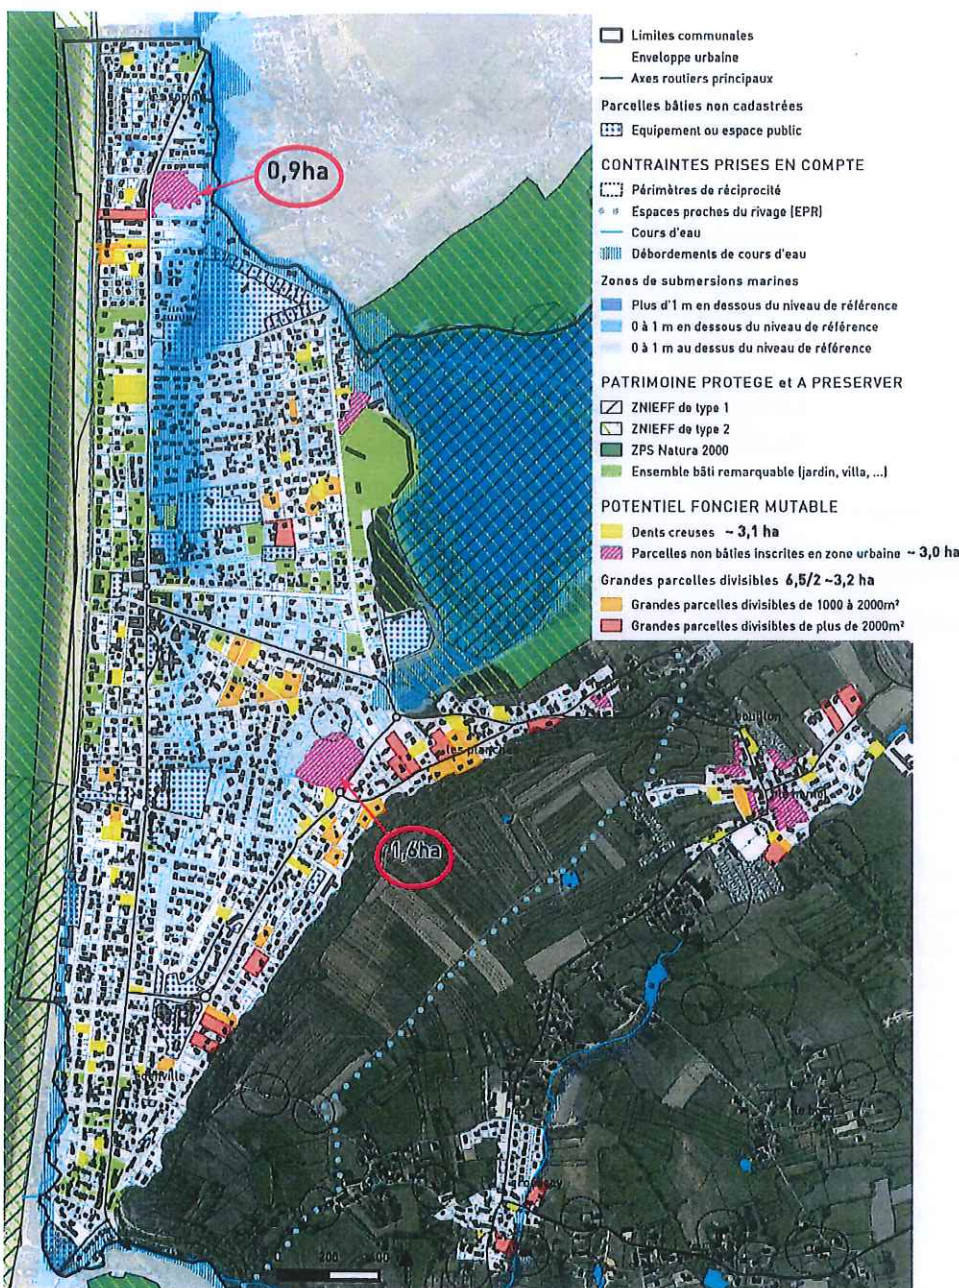 Limites communales
Enveloppe urbaine
Axes routiers principaux
Parcelles bâties non cadastrées
Equipement ou espace public
CONTRAINTES PRISES EN COMPTE
Périmètres de réciprocité
Espaces proches du rivage (EPR)
Cours d'eau
Débordements de cours d'eau
Zones de submersions marines
Plus d'1 m en dessous du niveau de référence
0 à 1 m en dessous du niveau de référence
0 à 1 m au dessus du niveau de référence
PATRIMOINE PROTEGE et A PRESERVER
ZNIEFF de type 1
ZNIEFF de type 2
ZPS Natura 2000
Ensemble bâti remarquable (jardin, villa, ...)
POTENTIEL FONCIER MUTABLE
Dents creuses ~ 3,1 ha
Parcelles non bâties inscrites en zone urbaine ~ 3,0 ha
Grandes parcelles divisibles 6,5/2 ~3,2 ha
Grandes parcelles divisibles de 1000 à 2000m²
Grandes parcelles divisibles de plus de 2000m²
0,9ha
bouillon
les planches
1,6ha
200